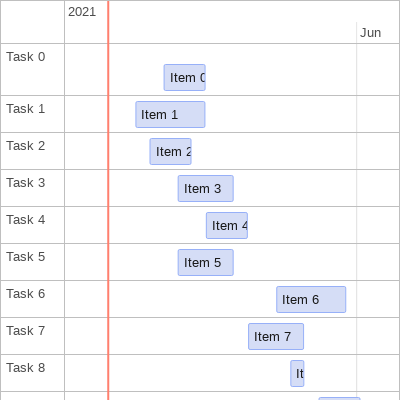 2021
Jun
Task 0
Item 0
Task 1
Item 1
Task 2
Item 2
Task 3
Item 3
Task 4
Item 4
Task 5
Item 5
Task 6
Item 6
Task 7
Item 7
Task 8
It